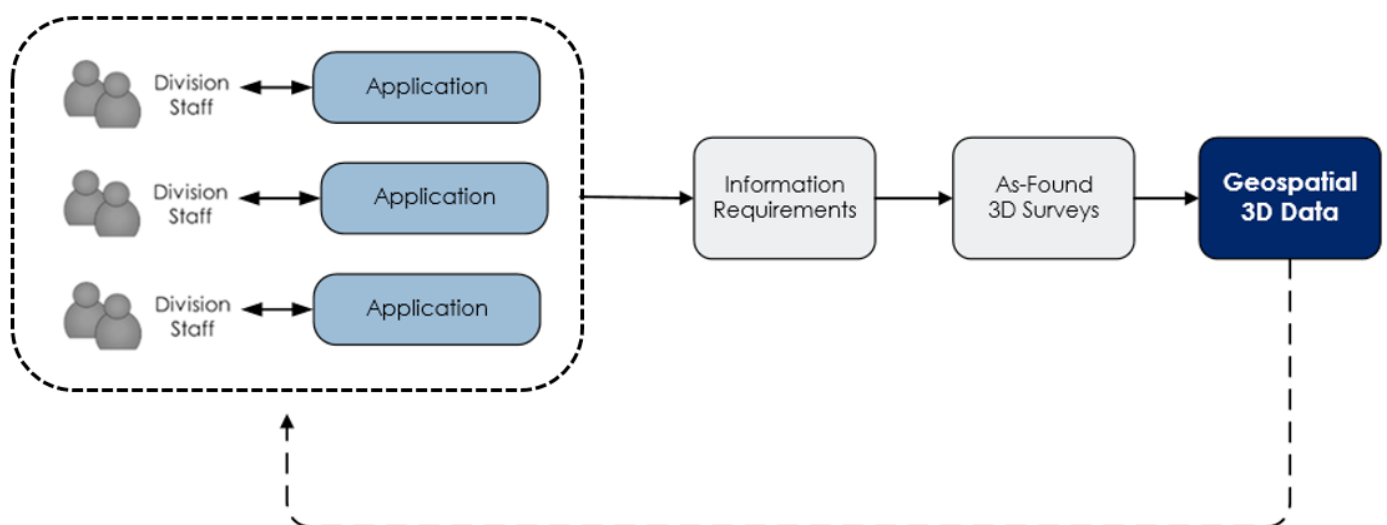 Division
Staff
Application
Division
Staff
Application
Division
Staff
Application
Information
Requirements
As-Found
3D Surveys
Geospatial
3D Data